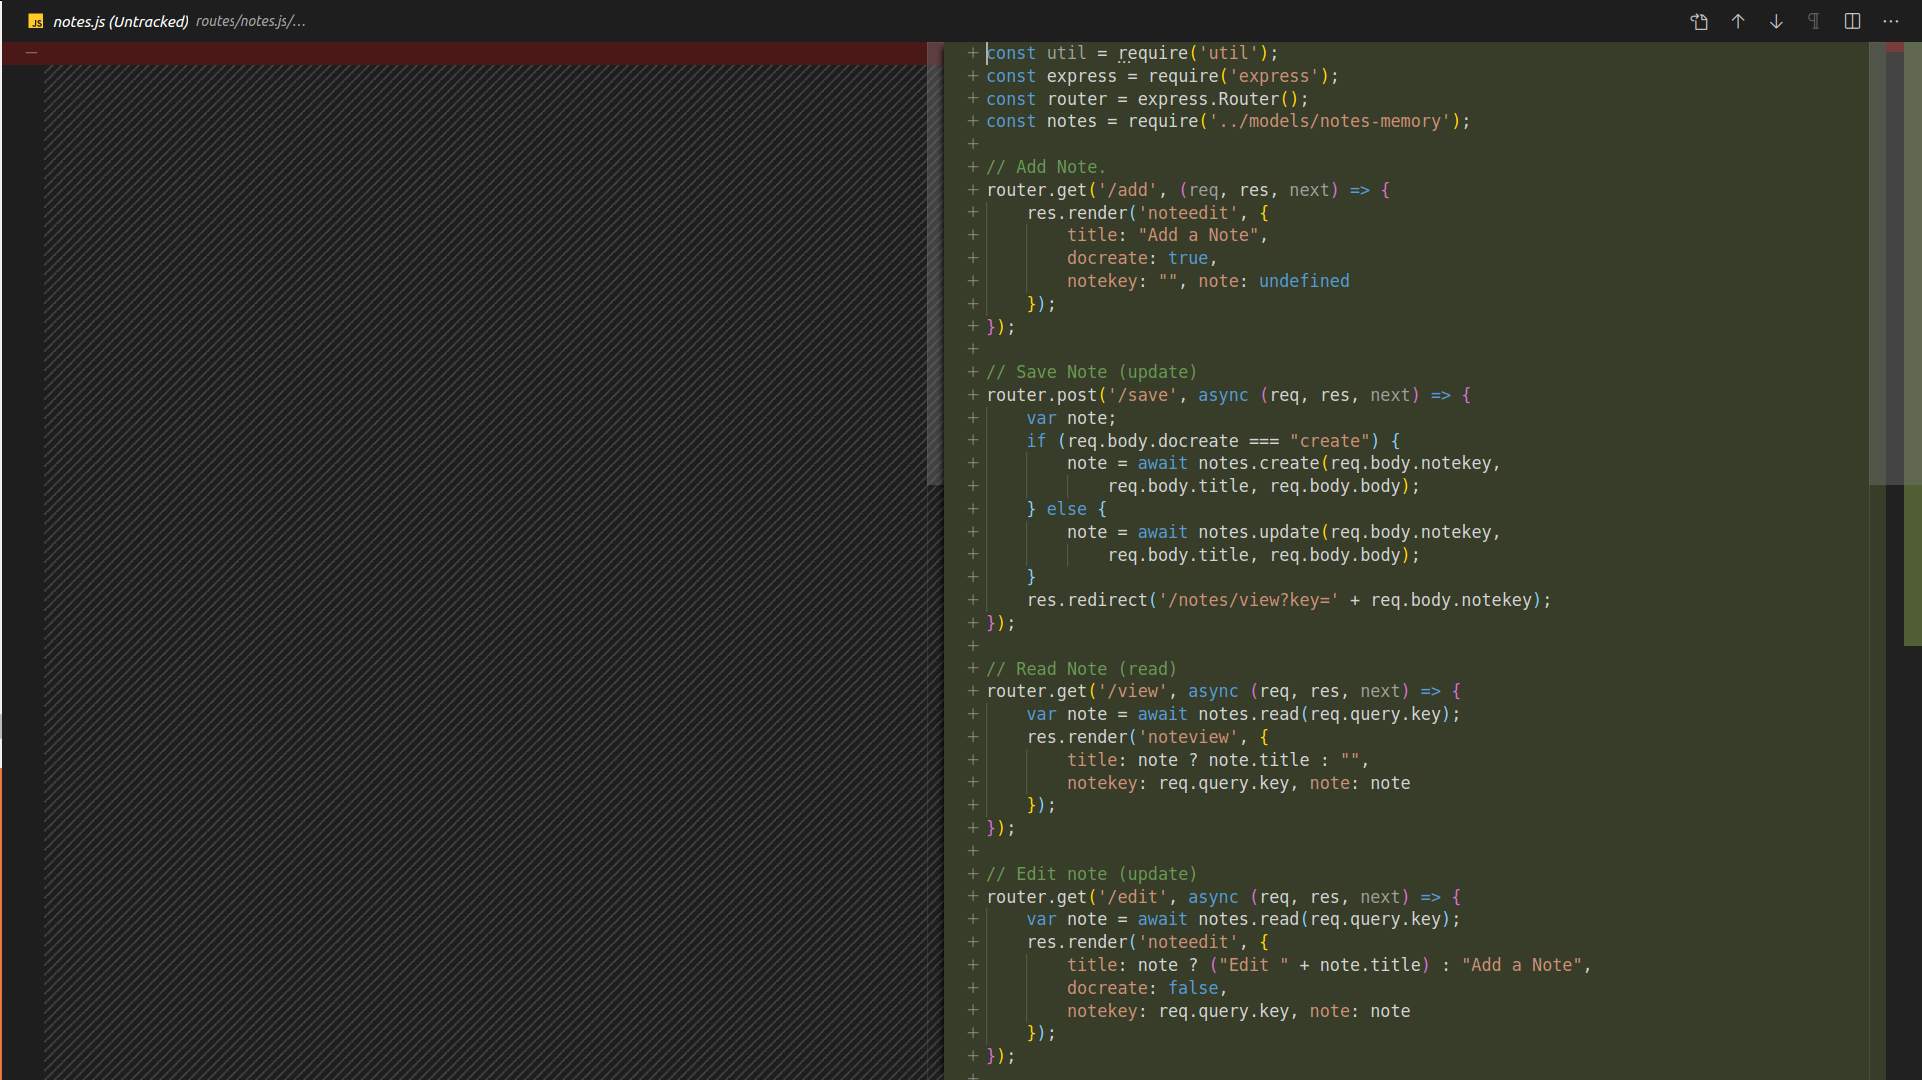 JS notes.js (Untracked) routes/notes.js/...
const util = require('util');
const express = require('express');
const router = express.Router();
const notes = require('../models/notes-memory');

// Add Note.
router.get('/add', (req, res, next) => {
    res.render('noteedit', {
        title: "Add a Note",
        docreate: true,
        notekey: "", note: undefined
    });
});

// Save Note (update)
router.post('/save', async (req, res, next) => {
    var note;
    if (req.body.docreate === "create") {
        note = await notes.create(req.body.notekey,
            req.body.title, req.body.body);
    } else {
        note = await notes.update(req.body.notekey,
            req.body.title, req.body.body);
    }
    res.redirect('/notes/view?key=' + req.body.notekey);
});

// Read Note (read)
router.get('/view', async (req, res, next) => {
    var note = await notes.read(req.query.key);
    res.render('noteview', {
        title: note ? note.title : "",
        notekey: req.query.key, note: note
    });
});

// Edit note (update)
router.get('/edit', async (req, res, next) => {
    var note = await notes.read(req.query.key);
    res.render('noteedit', {
        title: note ? ("Edit " + note.title) : "Add a Note",
        docreate: false,
        notekey: req.query.key, note: note
    });
});